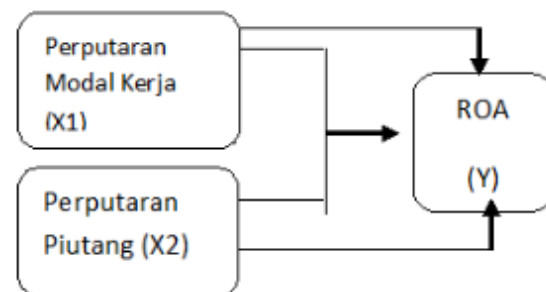 Perputaran
Modal Kerja
(X1)
ROA
(Y)
Perputaran
Piutang (X2)